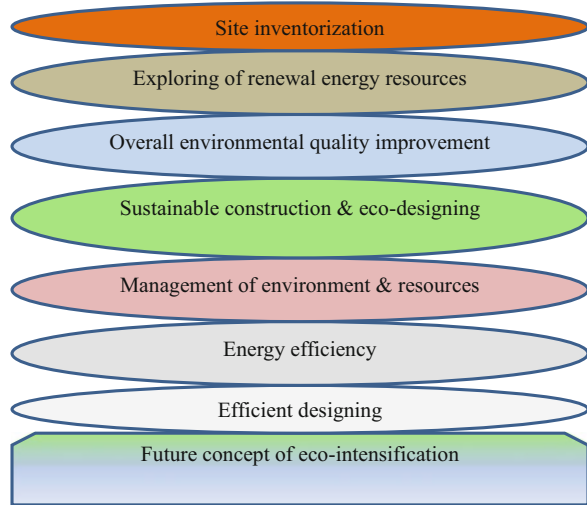 Site inventorization
Exploring of renewal energy resources
Overall environmental quality improvement
Sustainable construction & eco-designing
Management of environment & resources
Energy efficiency
Efficient designing
Future concept of eco-intensification